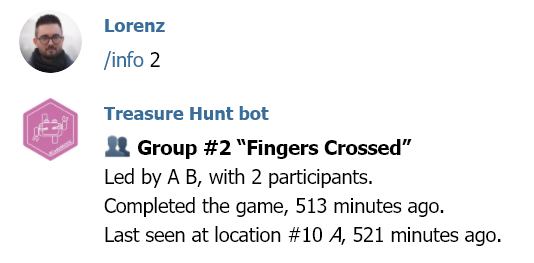 Lorenz
/info 2
Treasure Hunt bot
Group #2 “Fingers Crossed”
Led by A B, with 2 participants.
Completed the game, 513 minutes ago.
Last seen at location #10 A, 521 minutes ago.